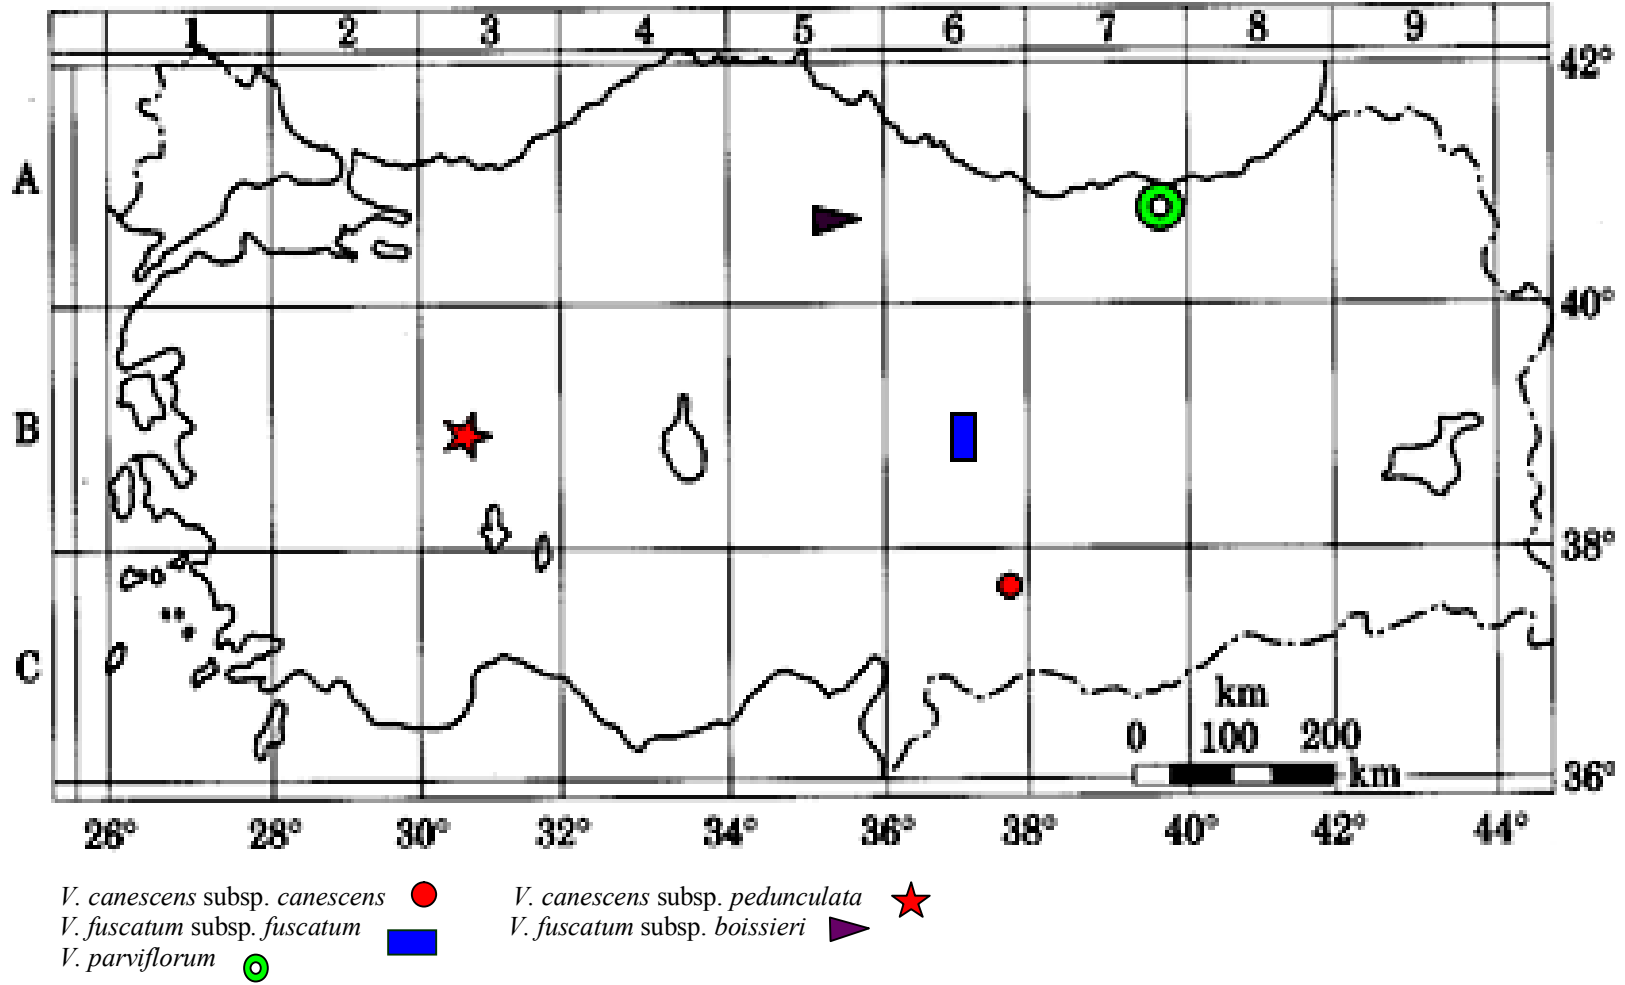 1 2 3 4 5 6 7 8 9
42°
A
40°
B
38°
C
km
0 100 200
km
36°
26° 28° 30° 32° 34° 36° 38° 40° 42° 44°
V. canescens subsp. canescens V. canescens subsp. pedunculata
V. fuscatum subsp. fuscatum V. fuscatum subsp. boissieri
V. parviflorum